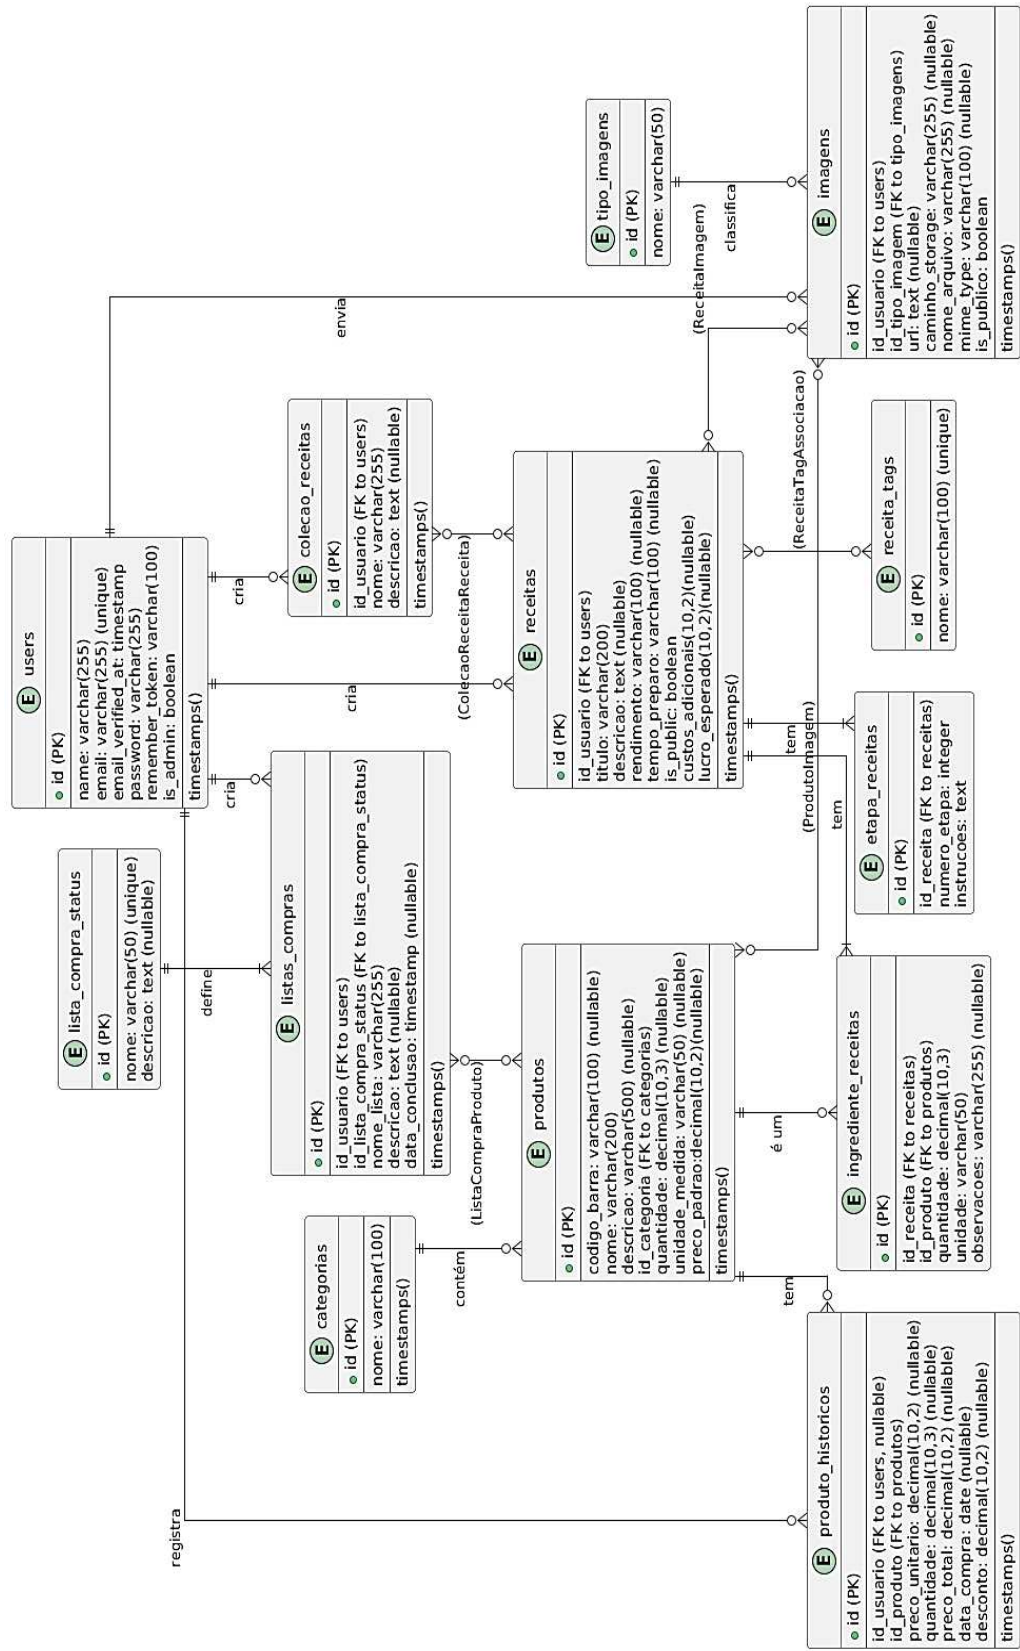 E users
id (PK)
name: varchar(255)
email: varchar(255) (unique)
email_verified_at: timestamp
password: varchar(255)
remember_token: varchar(100)
is_admin: boolean
timestamps()
E lista_compra_status
id (PK)
nome: varchar(50) (unique)
descricao: text (nullable)
registra
define
cria
cria
cria
envia
E categorias
id (PK)
nome: varchar(100)
timestamps()
E listas_compras
id (PK)
id_usuario (FK to users)
id_lista_compra_status (FK to lista_compra_status)
nome_lista: varchar(255)
descricao: text (nullable)
data_conclusao: timestamp (nullable)
timestamps()
E colecao_receitas
id (PK)
id_usuario (FK to users)
nome: varchar(255)
descricao: text (nullable)
timestamps()
contém
(ListaCompraProduto)
(ColecaoReceitaReceita)
E produtos
id (PK)
codigo_barra: varchar(100) (nullable)
nome: varchar(200)
descricao: varchar(500) (nullable)
id_categoria (FK to categorias)
quantidade: decimal(10,3) (nullable)
unidade_medida: varchar(50) (nullable)
preco_padrao:decimal(10,2)(nullable)
timestamps()
E receitas
id (PK)
id_usuario (FK to users)
titulo: varchar(200)
descricao: text (nullable)
rendimento: varchar(100) (nullable)
tempo_preparo: varchar(100) (nullable)
is_public: boolean
custos_adicionais(10,2)(nullable)
lucro_esperado(10,2)(nullable)
timestamps()
E tipo_imagens
id (PK)
nome: varchar(50)
(ReceitaImagem)
classifica
tem
é um
tem
tem
(ProdutoImagem)
(ReceitaTagAssociacao)
E produto_historicos
id (PK)
id_usuario (FK to users, nullable)
id_produto (FK to produtos)
preco_unitario: decimal(10,2) (nullable)
quantidade: decimal(10,3) (nullable)
preco_total: decimal(10,2) (nullable)
data_compra: date (nullable)
desconto: decimal(10,2) (nullable)
timestamps()
E ingrediente_receitas
id (PK)
id_receita (FK to receitas)
id_produto (FK to produtos)
quantidade: decimal(10,3)
unidade: varchar(50)
observacoes: varchar(255) (nullable)
E etapa_receitas
id (PK)
id_receita (FK to receitas)
numero_etapa: integer
instrucoes: text
E receita_tags
id (PK)
nome: varchar(100) (unique)
E imagens
id (PK)
id_usuario (FK to users)
id_tipo_imagem (FK to tipo_imagens)
url: text (nullable)
caminho_storage: varchar(255) (nullable)
nome_arquivo: varchar(255) (nullable)
mime_type: varchar(100) (nullable)
is_publico: boolean
timestamps()